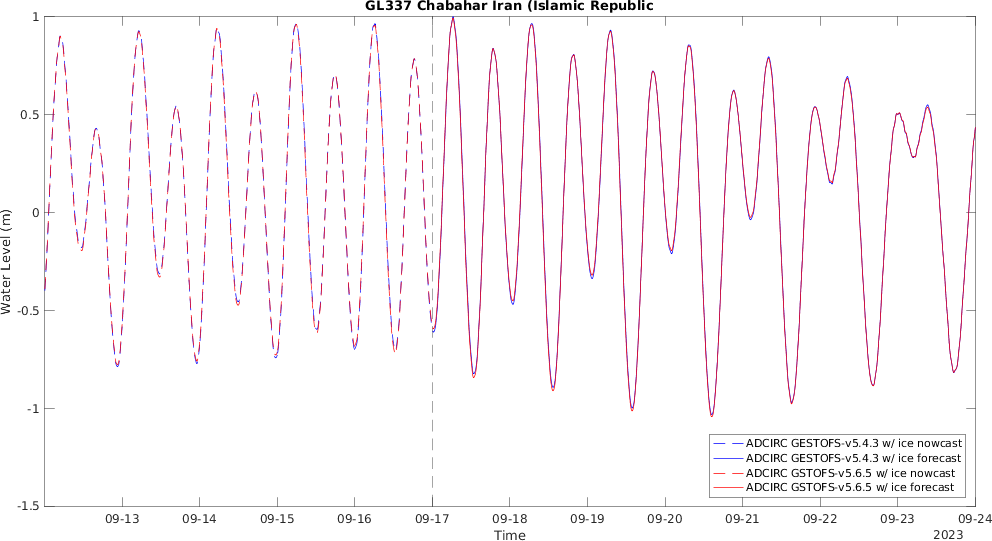 GL337 Chabahar Iran (Islamic Republic
1
0.5
0
-0.5
-1
-1.5
Water Level (m)
ADCIRC GESTOFS-v5.4.3 w/ ice nowcast
ADCIRC GESTOFS-v5.4.3 w/ ice forecast
ADCIRC GSTOFS-v5.6.5 w/ ice nowcast
ADCIRC GSTOFS-v5.6.5 w/ ice forecast
09-13 09-14 09-15 09-16 09-17 09-18 09-19 09-20 09-21 09-22 09-23 09-24
Time
2023